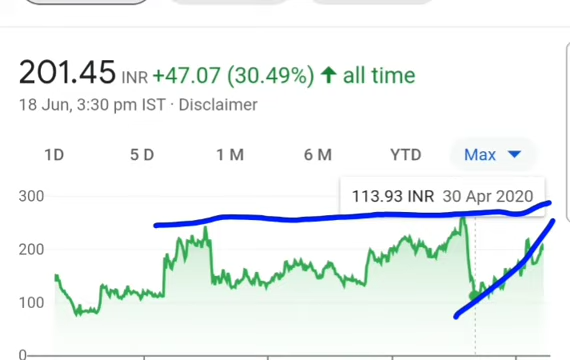 201.45 INR +47.07 (30.49%) ↑ all time
18 Jun, 3:30 pm IST · Disclaimer
1D 5 D 1 M 6 M YTD Max
113.93 INR 30 Apr 2020
300
200
100
0